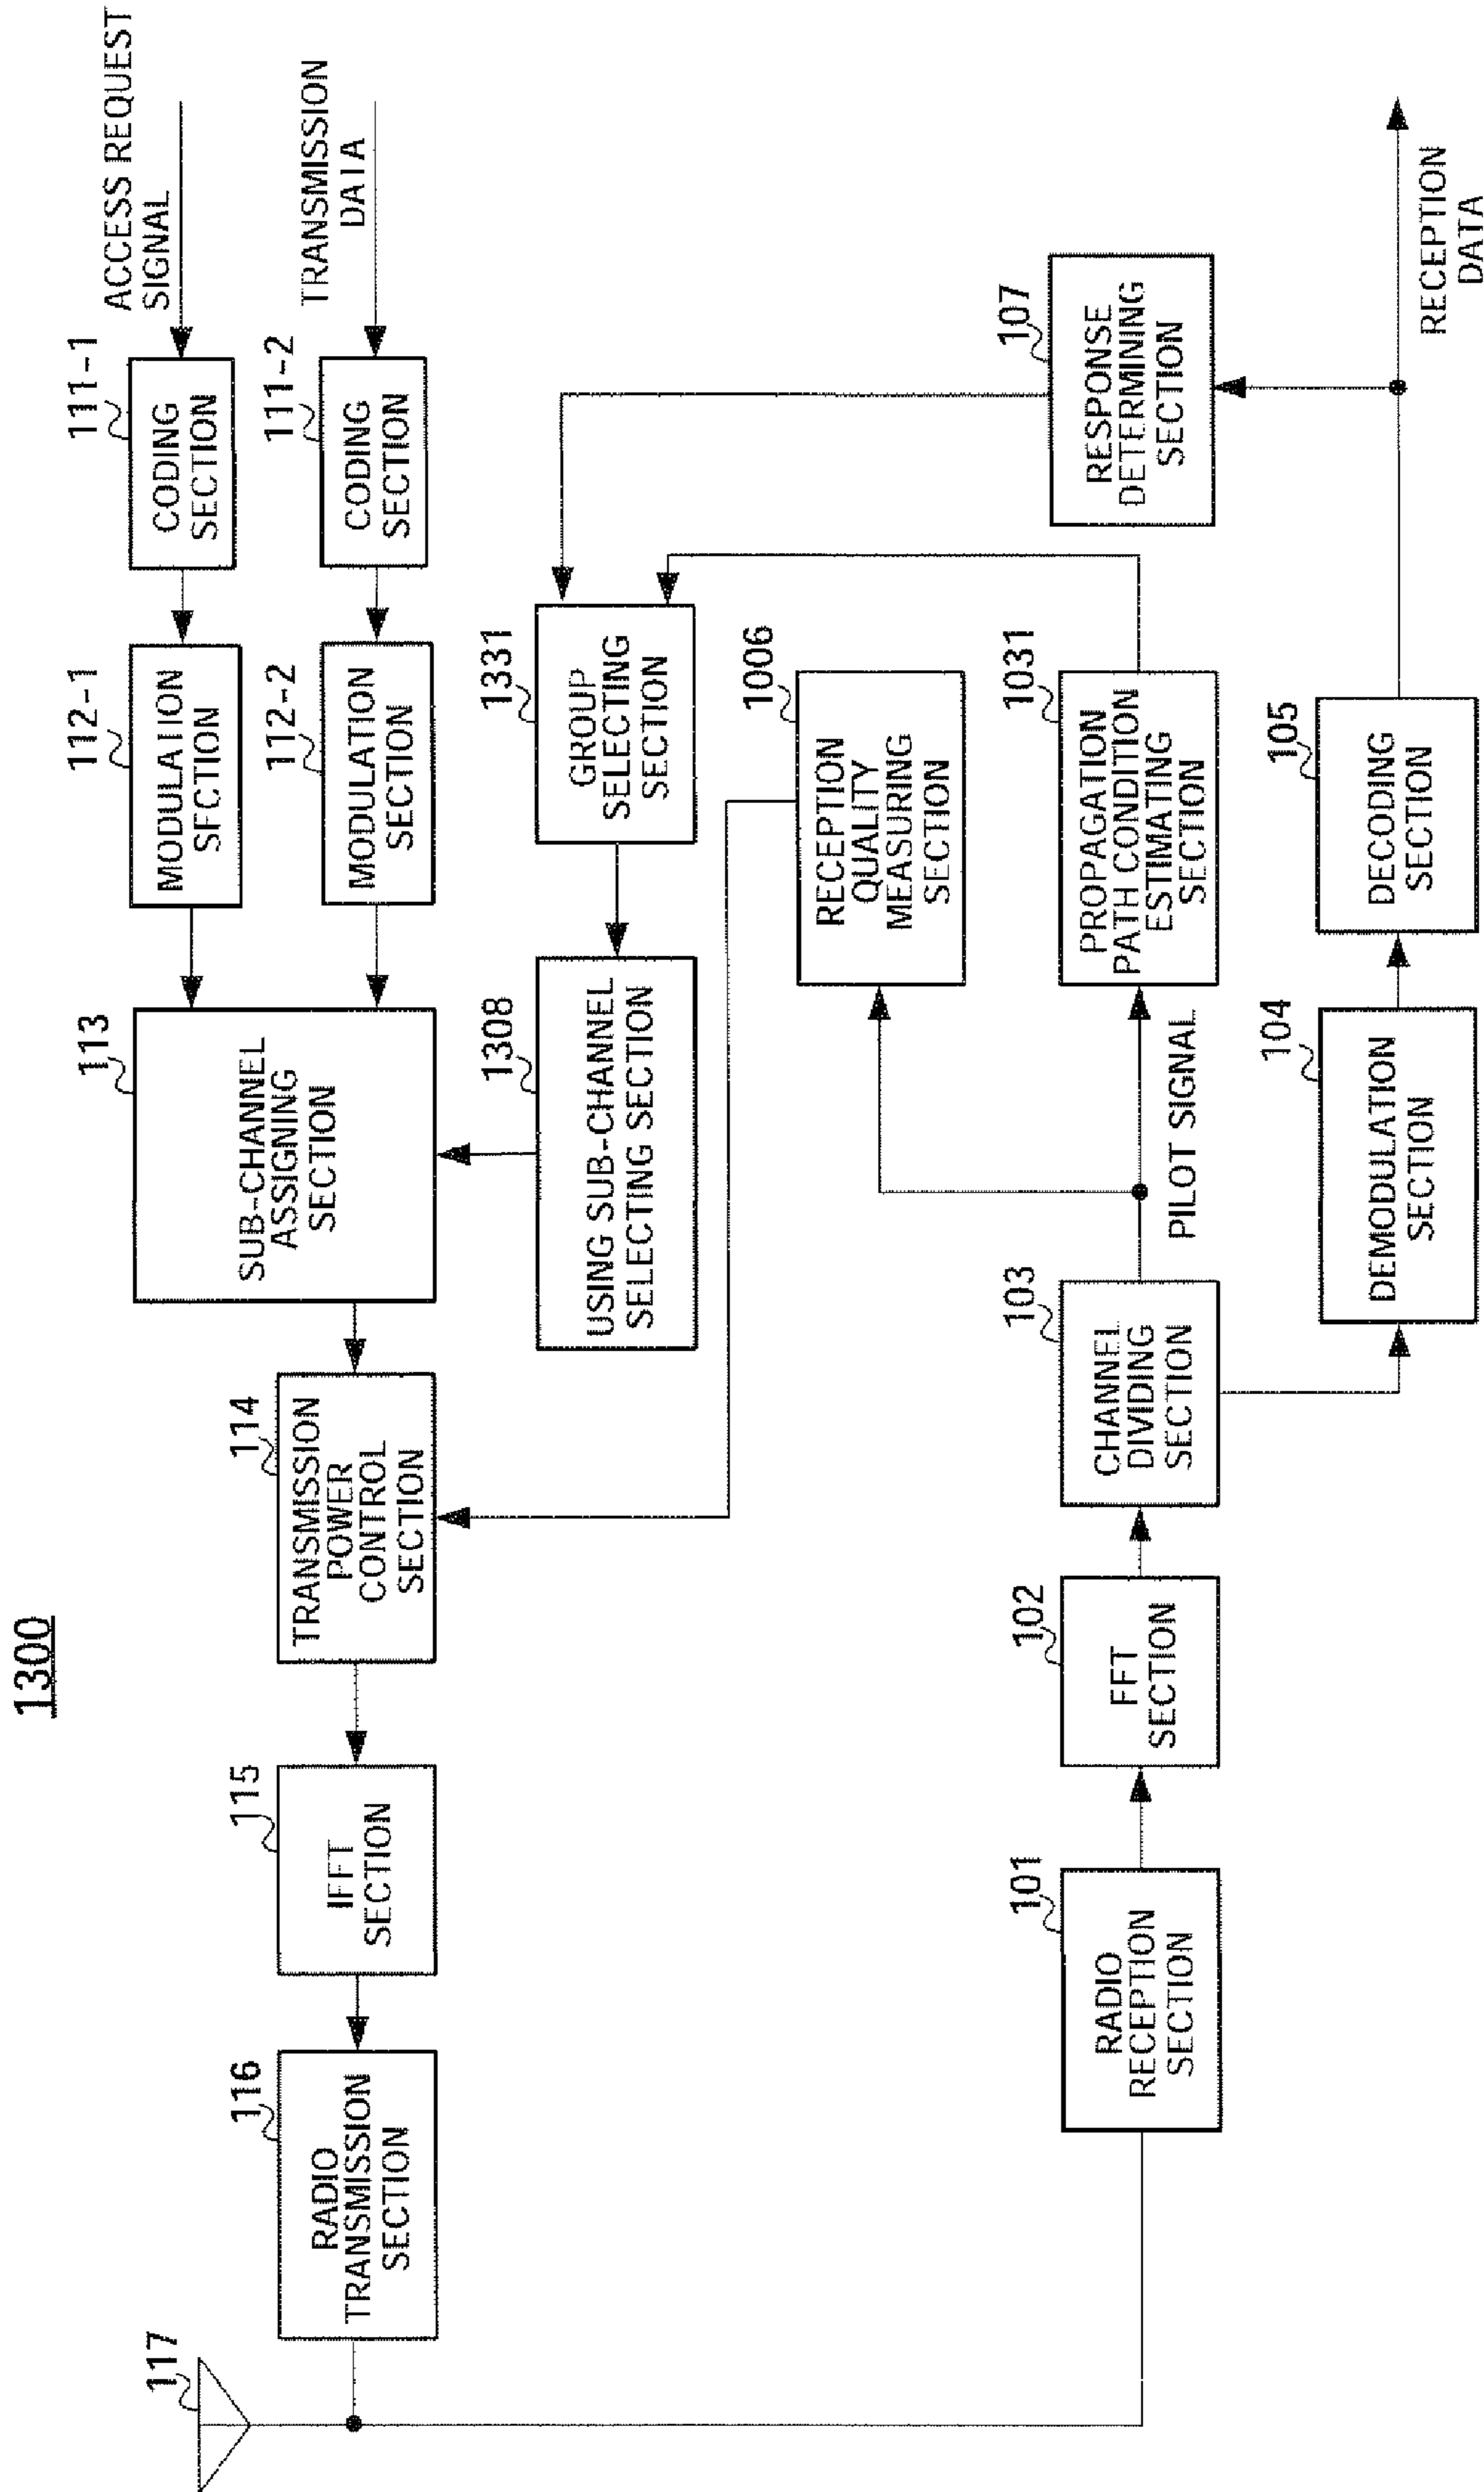 1300
117
116
RADIO
TRANSMISSION
SECTION
115
IFFT
SECTION
114
TRANSMISSION
POWER
CONTROL
SECTION
113
SUB-CHANNEL
ASSIGNING
SECTION
112-1
MODULATION
SFCTION
111-1
CODING
SECTION
ACCESS REQUEST
SIGNAL
112-2
MODULATION
SECTION
111-2
CODING
SECTION
TRANSMISSION
DATA
1308
USING SUB-CHANNEL
SELECTING SECTION
1331
GROUP
SELECTING
SECTION
1006
RECEPTION
QUALITY
MEASURING
SECTION
101
RADIO
RECEPTION
SECTION
102
FFT
SECTION
103
CHANNEL
DIVIDING
SECTION
PILOT SIGNAL
1031
PROPAGATION
PATH CONDITION
ESTIMATING
SECTION
107
RESPONSE
DETERMINING
SECTION
104
DEMODULATION
SECTION
105
DECODING
SECTION
RECEPTION
DATA